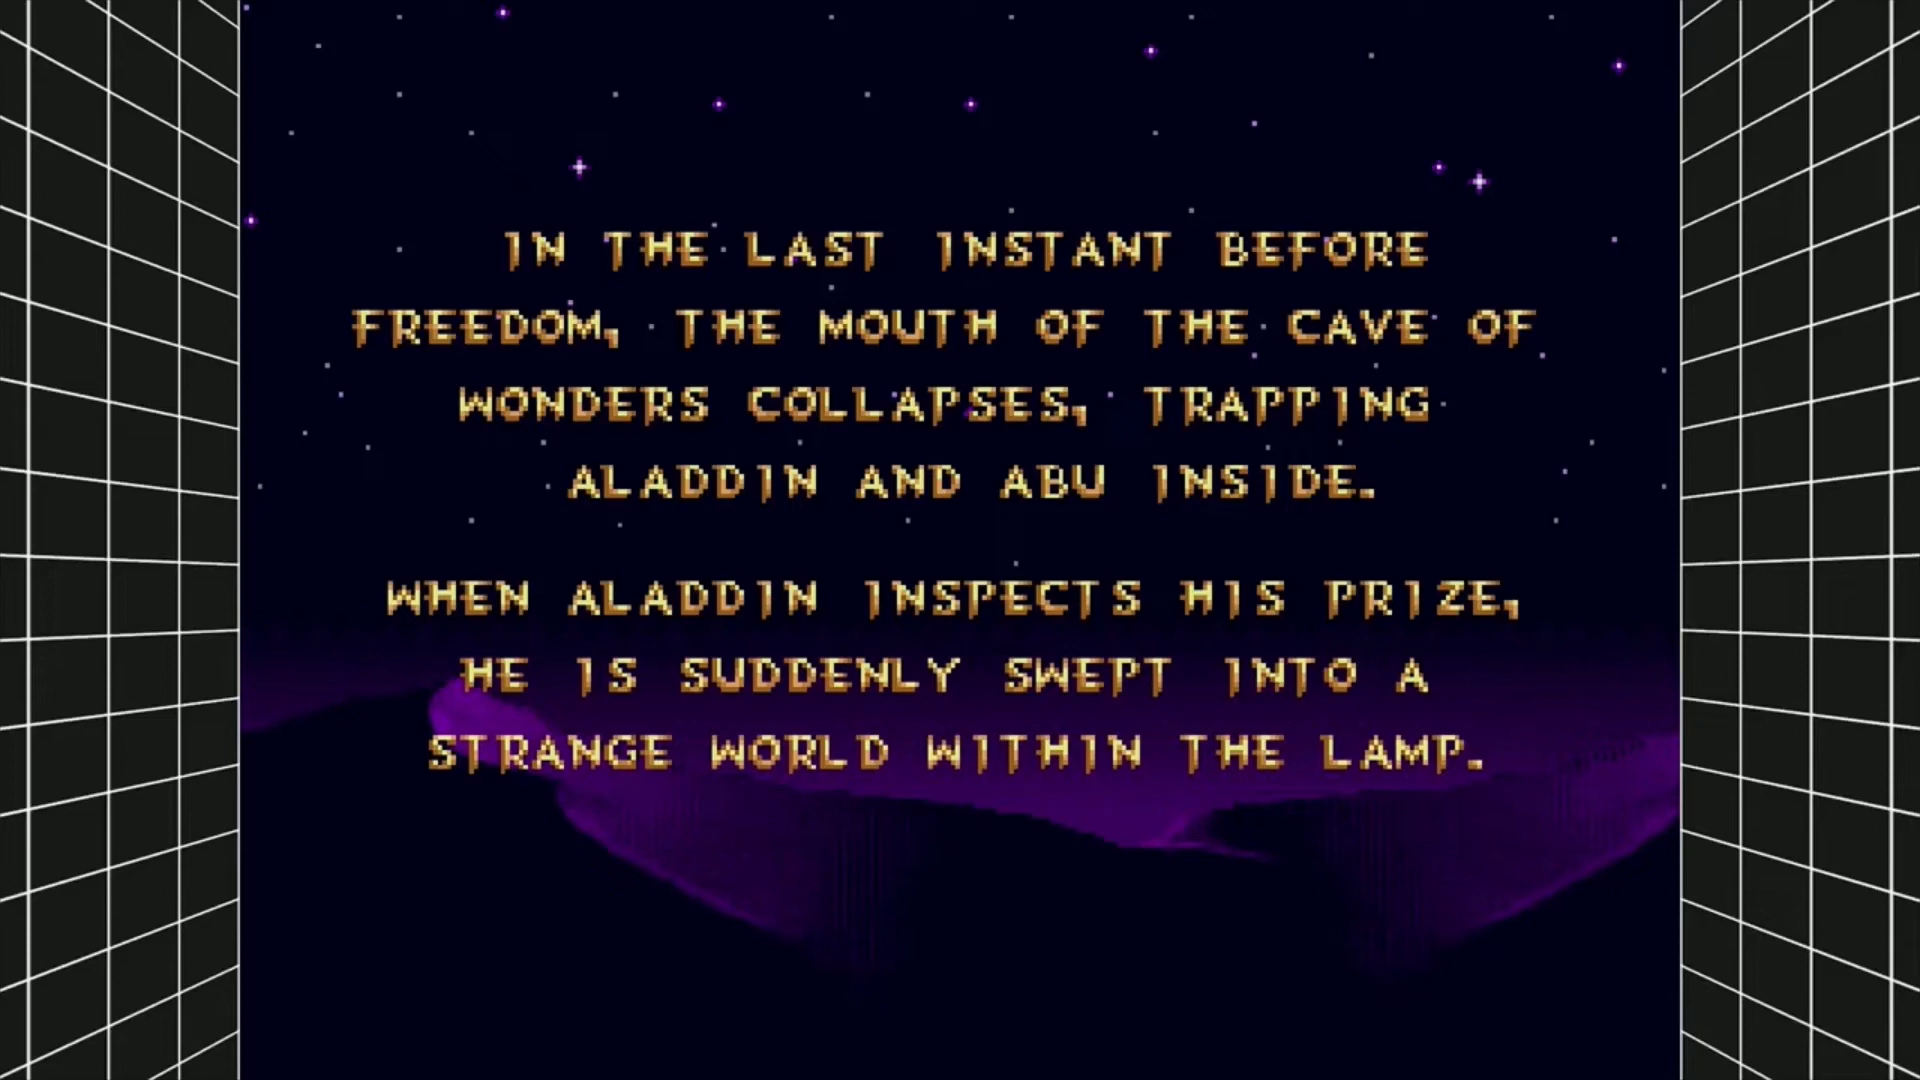 IN THE LAST INSTANT BEFORE
FREEDOM, THE MOUTH OF THE CAVE OF
WONDERS COLLAPSES, TRAPPING
ALADDIN AND ABU INSIDE.
WHEN ALADDIN INSPECTS HIS PRIZE,
HE IS SUDDENLY SWEPT INTO A
STRANGE WORLD WITHIN THE LAMP.